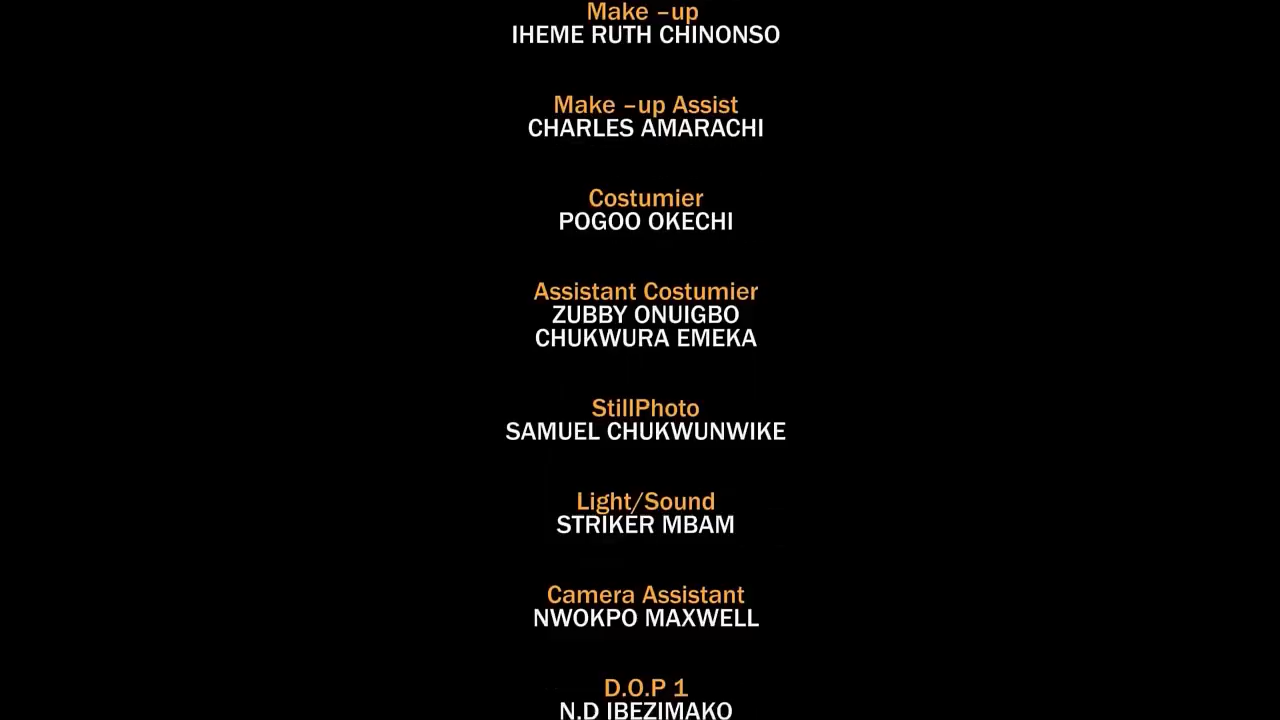 Make –up
IHEME RUTH CHINONSO
Make –up Assist
CHARLES AMARACHI
Costumier
POGOO OKECHI
Assistant Costumier
ZUBBY ONUIGBO
CHUKWURA EMEKA
StillPhoto
SAMUEL CHUKWUNWIKE
Light/Sound
STRIKER MBAM
Camera Assistant
NWOKPO MAXWELL
D.O.P 1
N.D IBEZIMAKO